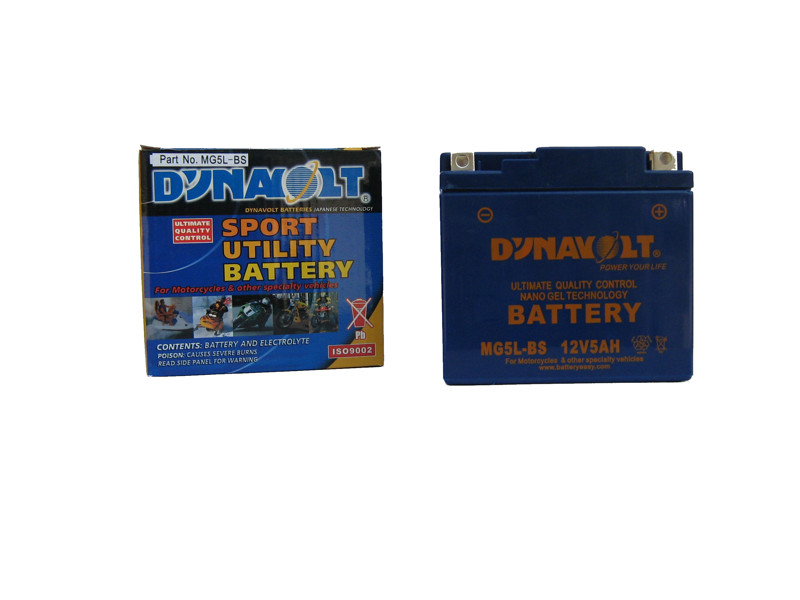 Part No. MG5L-BS
DYNAVOLT®
DYNAVOLT BATTERIES JAPANESE TECHNOLOGY
ULTIMATE
QUALITY
CONTROL
SPORT
UTILITY
BATTERY
For Motorcycles & other specialty vehicles
Pb
CONTENTS: BATTERY AND ELECTROLYTE
POISON: CAUSES SEVERE BURNS
READ SIDE PANEL FOR WARNING
ISO9002
DYNAVOLT®
POWER YOUR LIFE
ULTIMATE QUALITY CONTROL
NANO GEL TECHNOLOGY
BATTERY
MG5L-BS 12V5AH
For Motorcycles & other specialty vehicles
www.batteryeasy.com